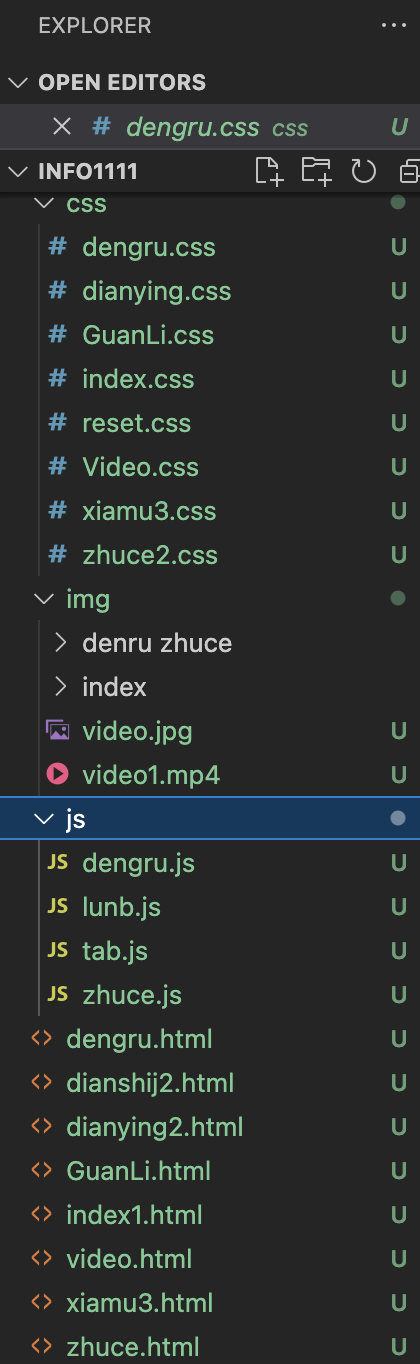 EXPLORER
OPEN EDITORS
dengru.css css U
INFO1111
css
dengru.css U
dianying.css U
GuanLi.css U
index.css U
reset.css U
Video.css U
xiamu3.css U
zhuce2.css U
img
denru zhuce
index
video.jpg U
video1.mp4 U
js
JS dengru.js U
JS lunb.js U
JS tab.js U
JS zhuce.js U
dengru.html U
dianshij2.html U
dianying2.html U
GuanLi.html U
index1.html U
video.html U
xiamu3.html U
zhuce.html U